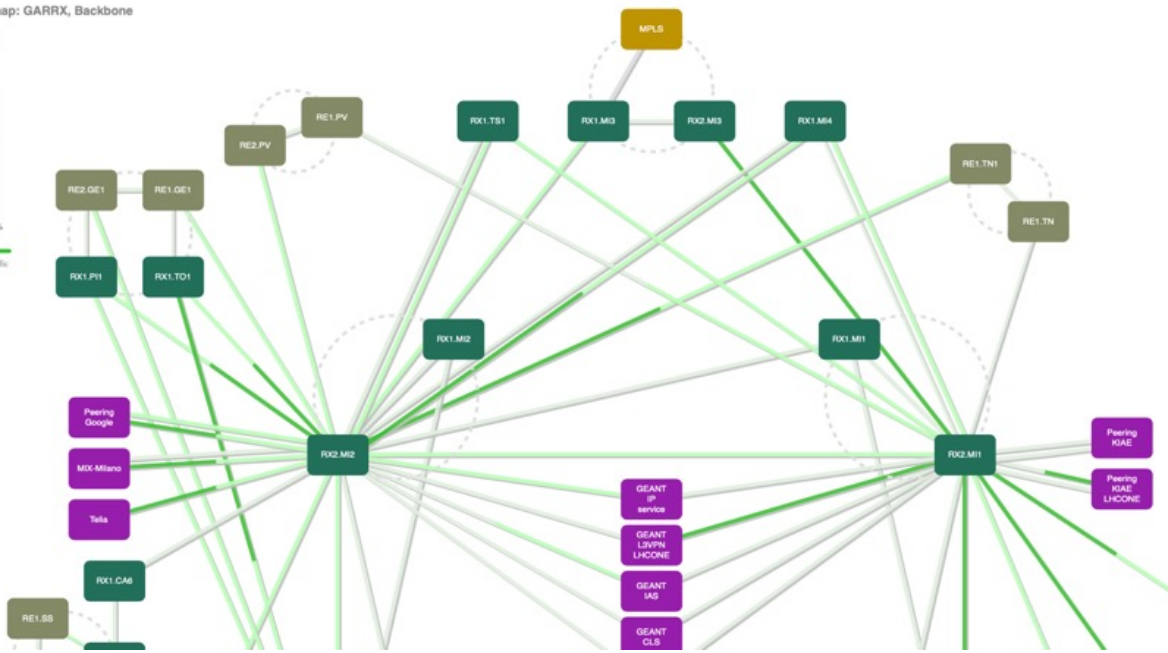 ap: GARRX, Backbone
MPLS
RE1.PV
RE2.PV
RX1.TS1
RX1.MI3
RX2.MI3
RX1.MI4
RE1.TN1
RE1.TN
RE2.GE1
RE1.GE1
RX1.PI1
RX1.TO1
RX1.MI2
RX1.MI1
Peering
Google
MIX-Milano
Telia
RX2.MI2
RX2.MI1
Peering
KIAE
Peering
KIAE
LHCONE
GEANT
IP
service
GEANT
L3VPN
LHCONE
GEANT
IAS
GEANT
CLS
RX1.CA6
RE1.SS